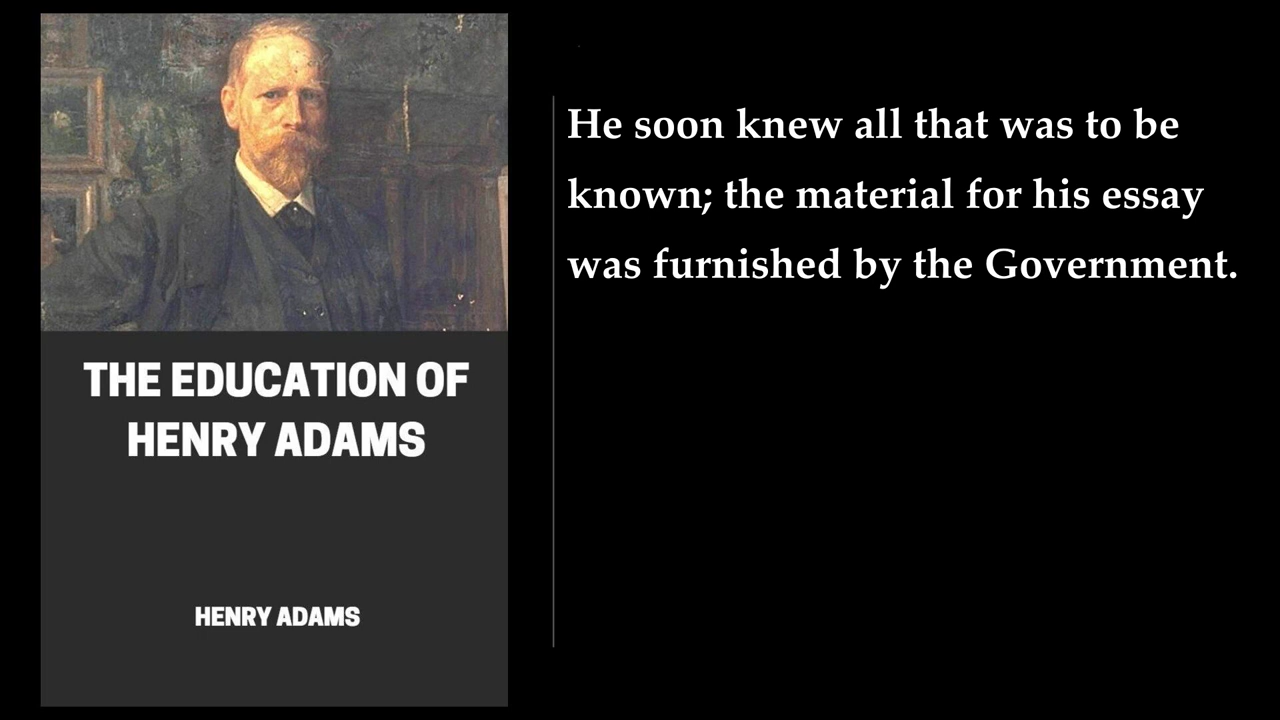 THE EDUCATION OF
HENRY ADAMS
HENRY ADAMS
He soon knew all that was to be
known; the material for his essay
was furnished by the Government.